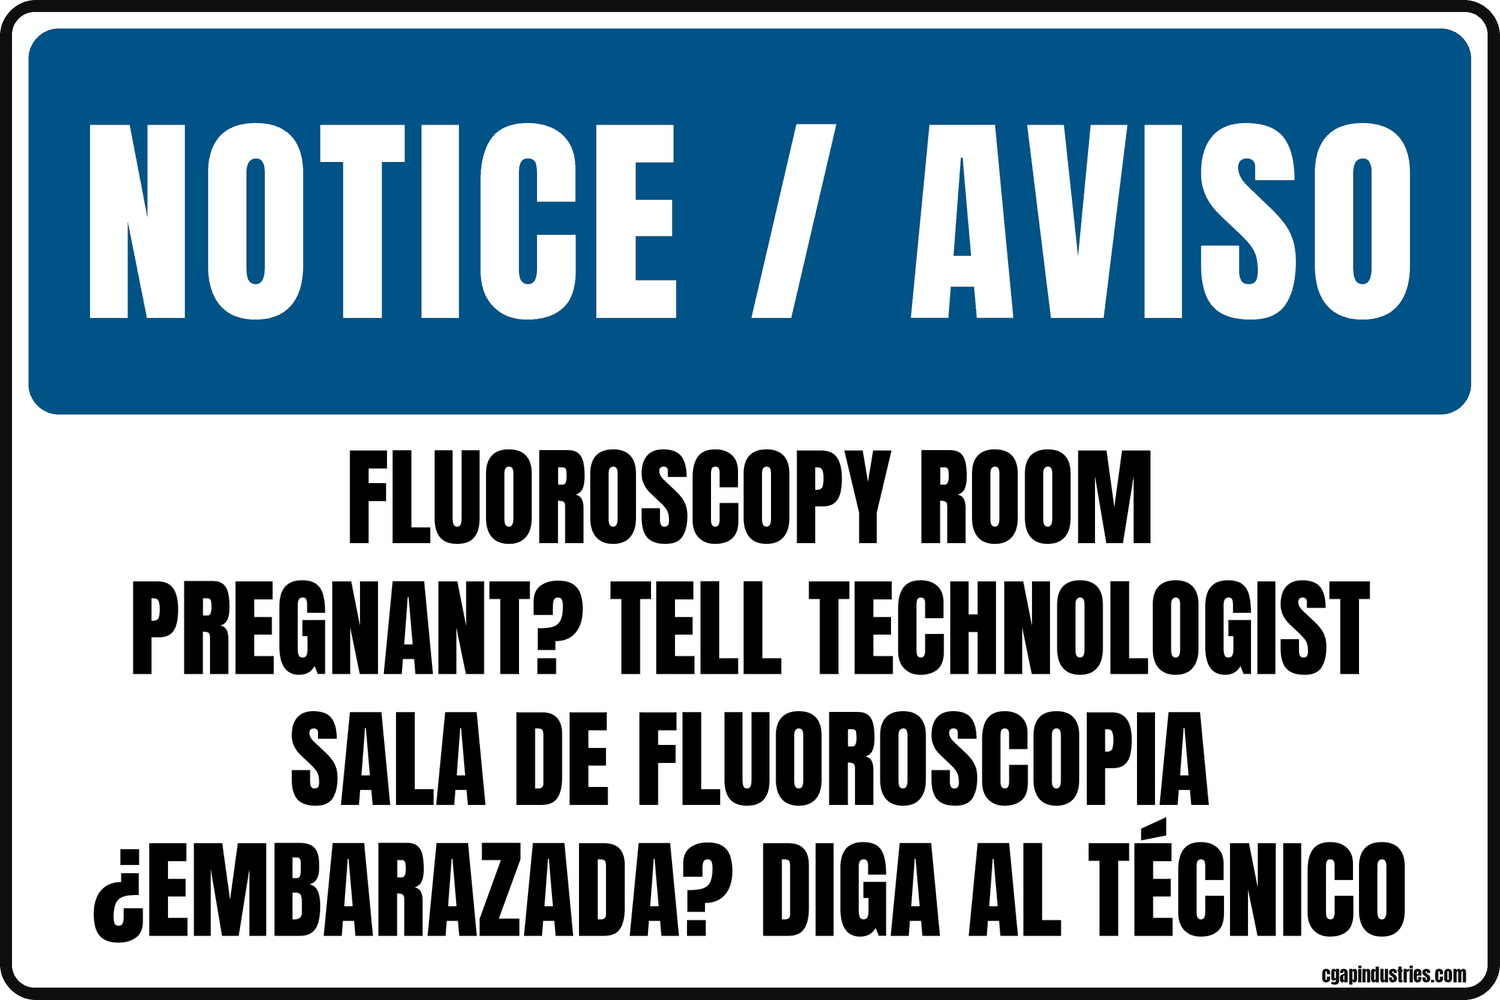 NOTICE / AVISO
FLUOROSCOPY ROOM
PREGNANT? TELL TECHNOLOGIST
SALA DE FLUOROSCOPIA
¿EMBARAZADA? DIGA AL TÉCNICO
cgapindustries.com